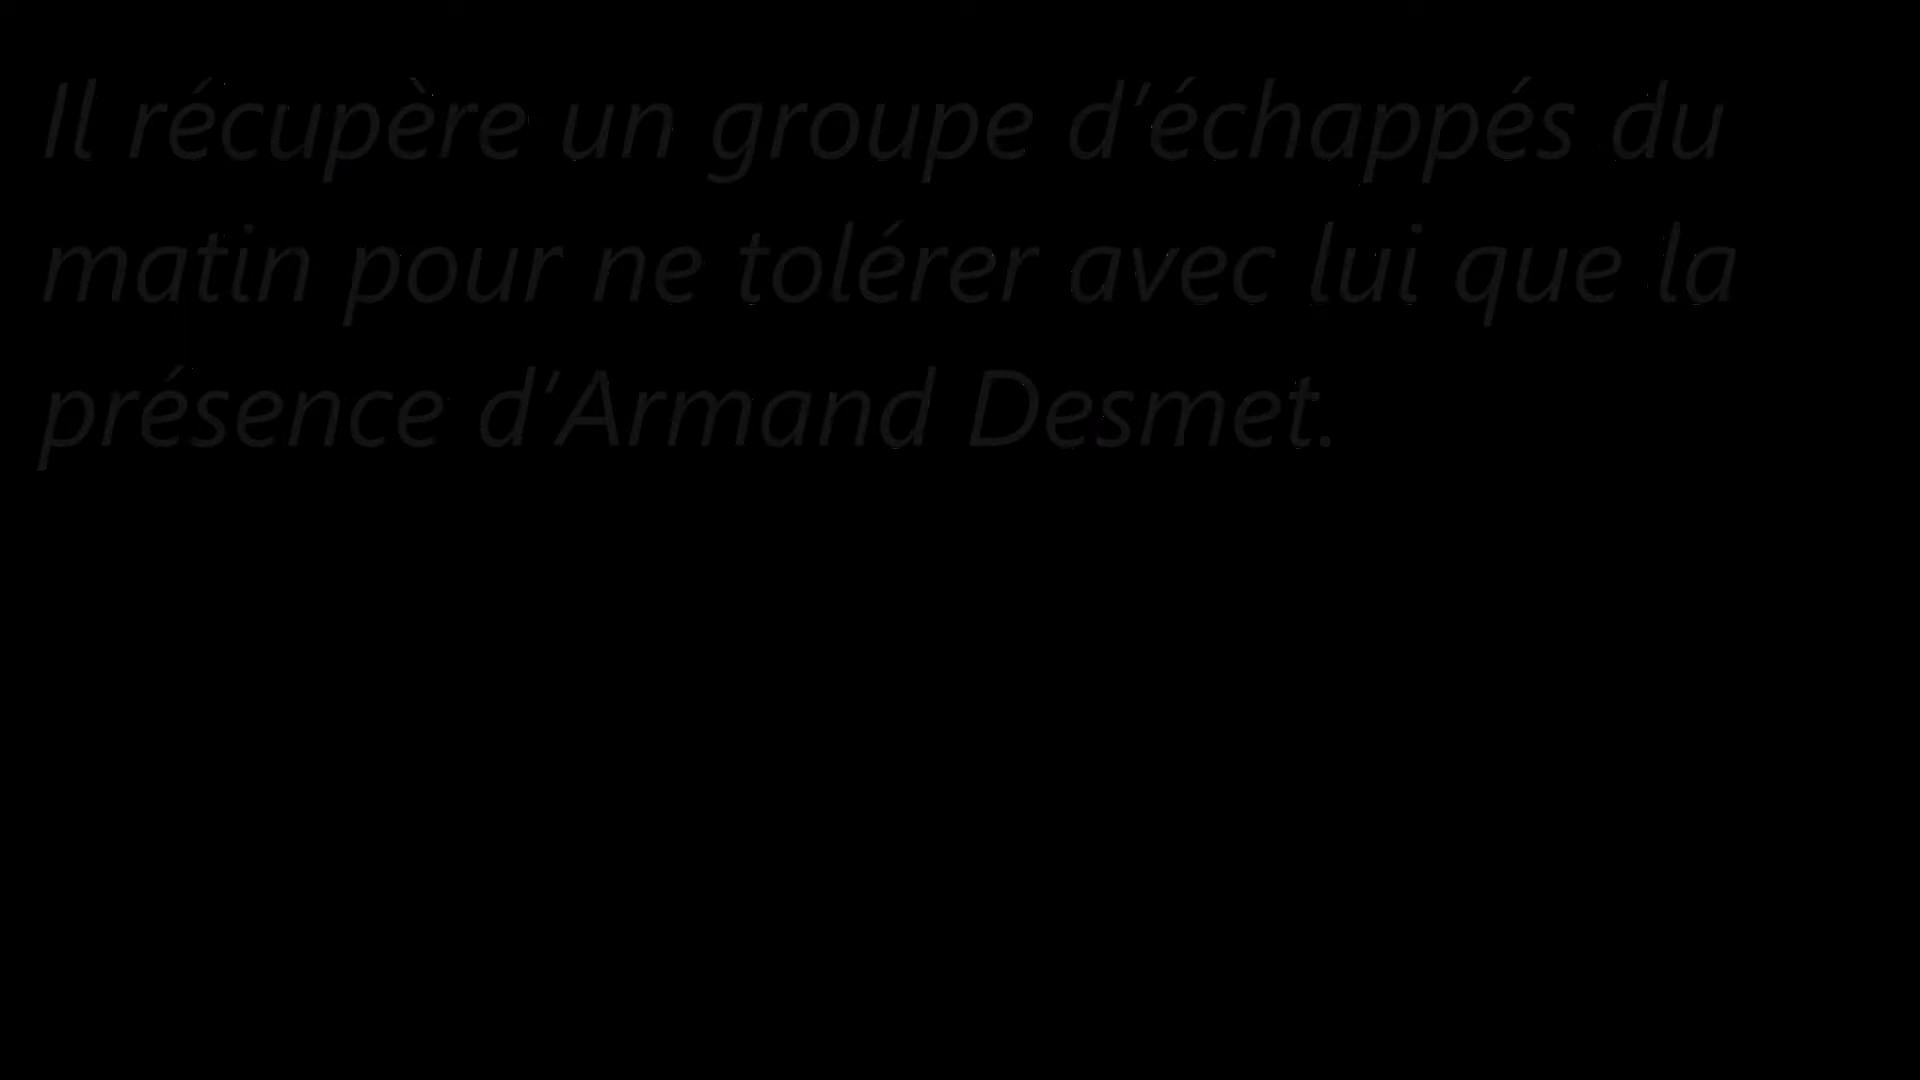 Il récupère un groupe d’échappés du
matin pour ne tolérer avec lui que la
présence d’Armand Desmet.